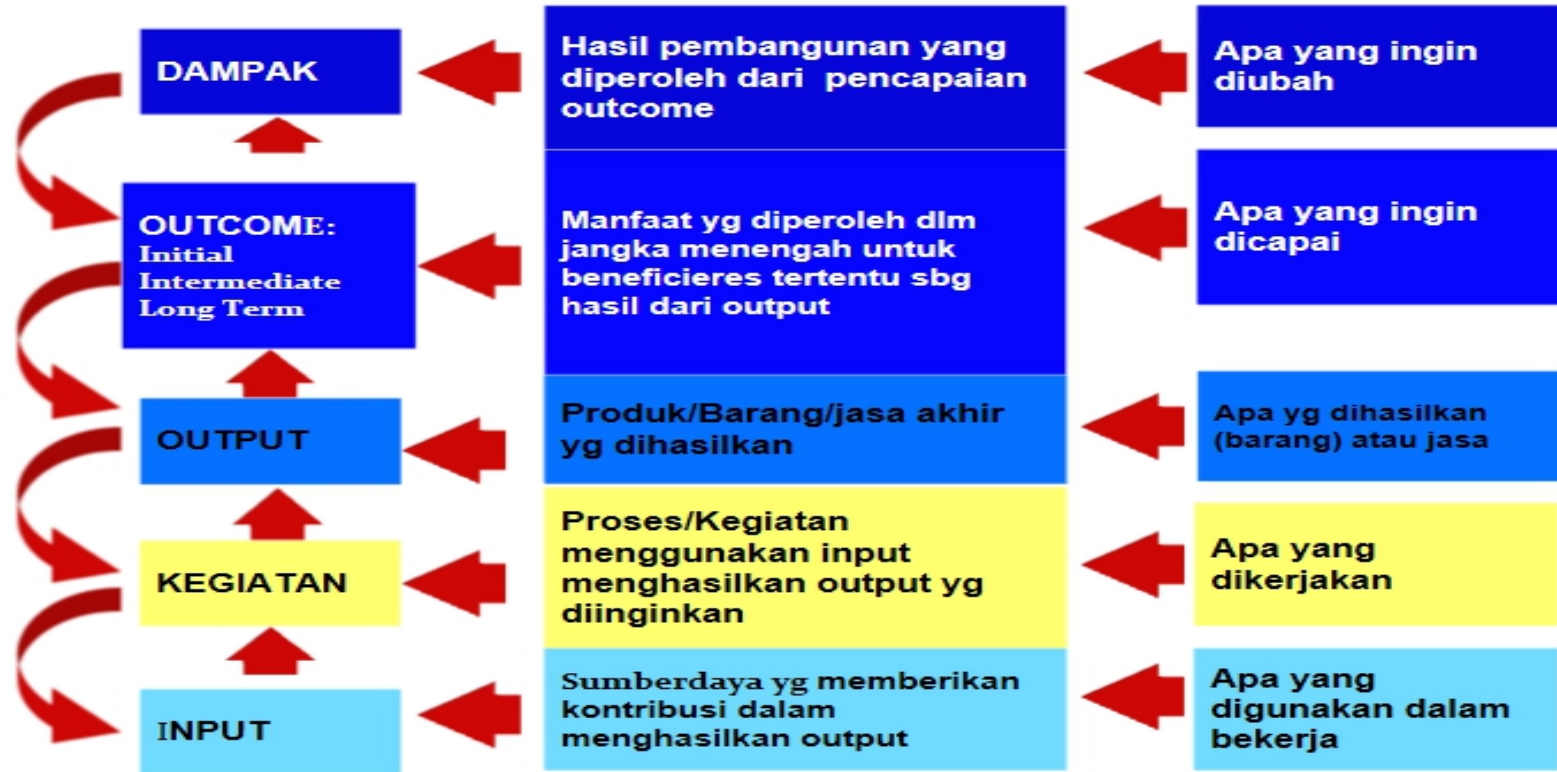 DAMPAK
Hasil pembangunan yang
diperoleh dari pencapaian
outcome
Apa yang ingin
diubah
OUTCOME:
Initial
Intermediate
Long Term
Manfaat yg diperoleh dlm
jangka menengah untuk
beneficieres tertentu sbg
hasil dari output
Apa yang ingin
dicapai
OUTPUT
Produk/Barang/jasa akhir
yg dihasilkan
Apa yg dihasilkan
(barang) atau jasa
KEGIATAN
Proses/Kegiatan
menggunakan input
menghasilkan output yg
diinginkan
Apa yang
dikerjakan
INPUT
Sumberdaya yg memberikan
kontribusi dalam
menghasilkan output
Apa yang
digunakan dalam
bekerja